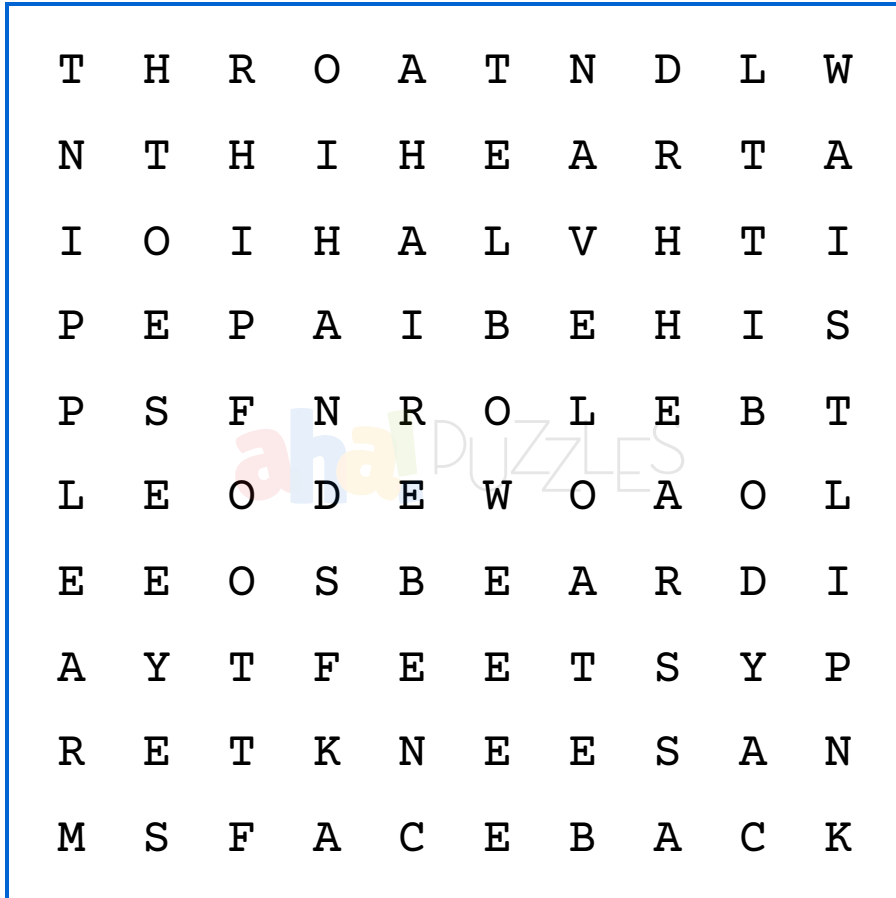 T H R O A T N D L W
N T H I H E A R T A
I O I H A L V H T I
P E P A I B E H I S
P S F N R O L E B T
aha! PUZZLES
L E O D E W O A O L
E E O S B E A R D I
A Y T F E E T S Y P
R E T K N E E S A N
M S F A C E B A C K